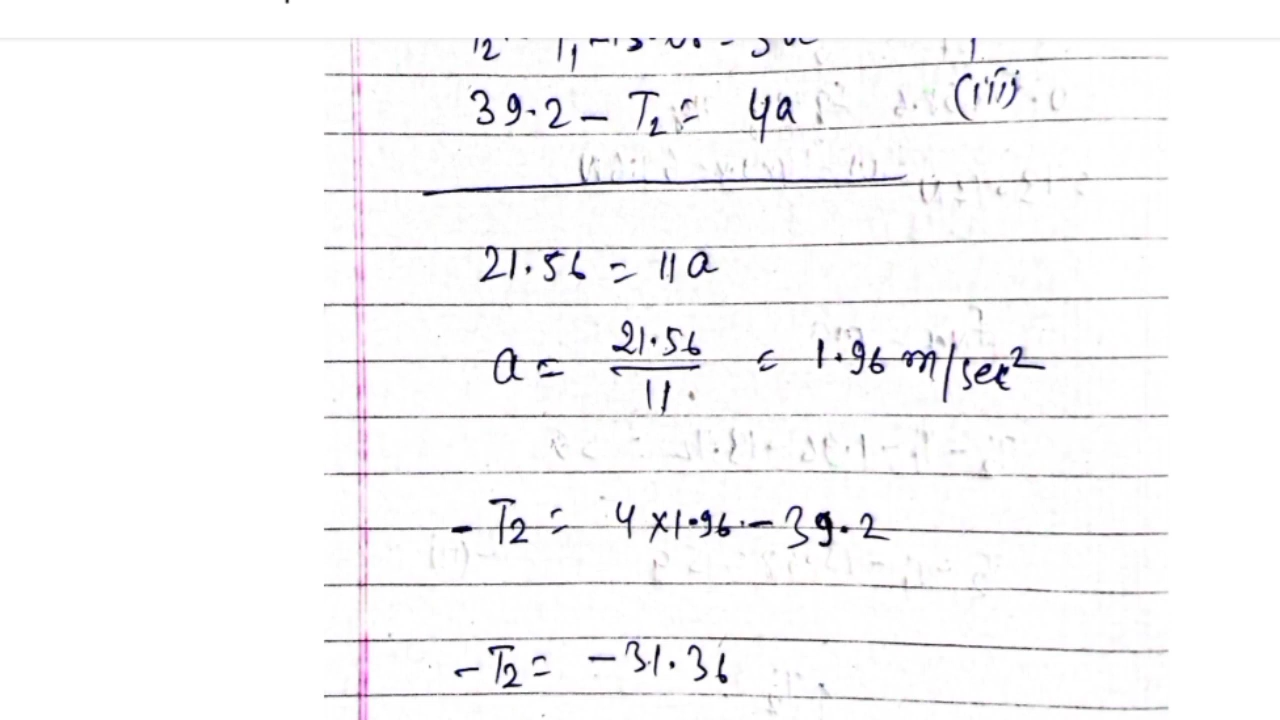 39.2 - T₂ = 4a (iii)
21.56 = 11a
a = 21.56/11 = 1.96 m/sec²
- T₂ = 4 × 1.96 - 39.2
- T₂ = - 31.36